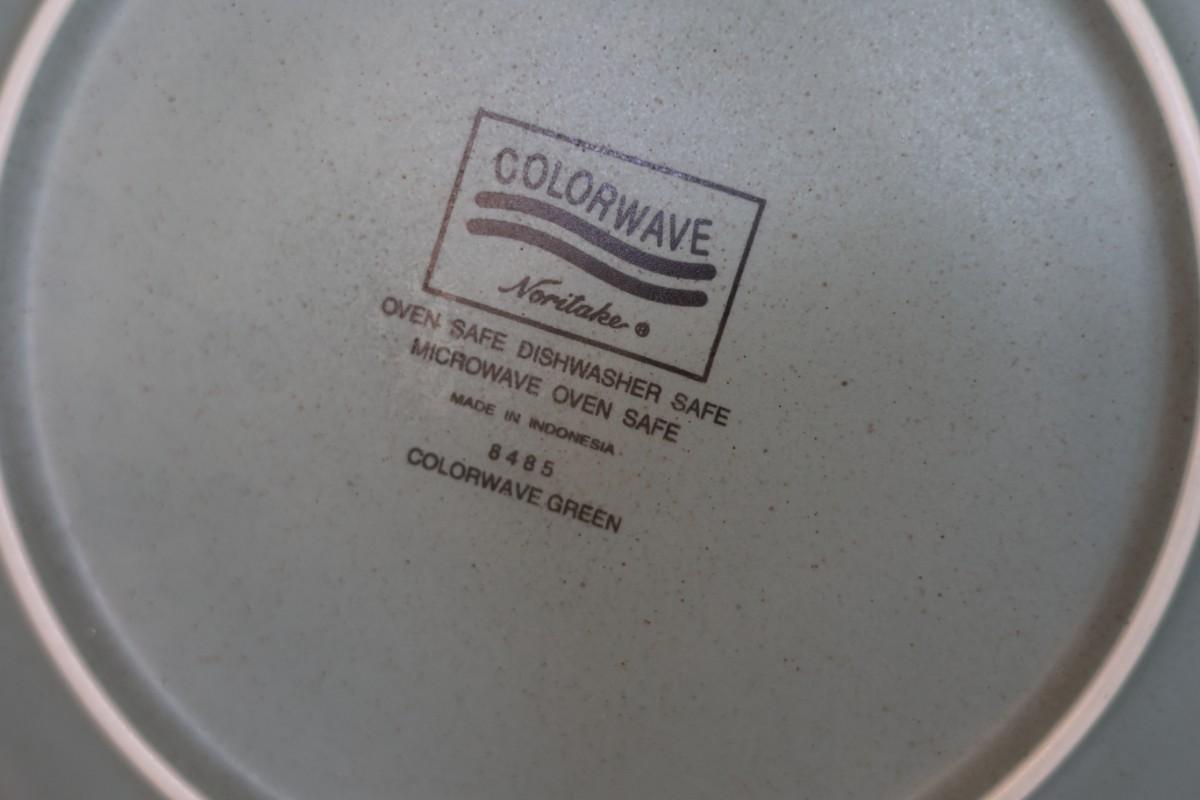 COLORWAVE
Noritake ®
OVEN SAFE DISHWASHER SAFE
MICROWAVE OVEN SAFE
MADE IN INDONESIA
8485
COLORWAVE GREEN